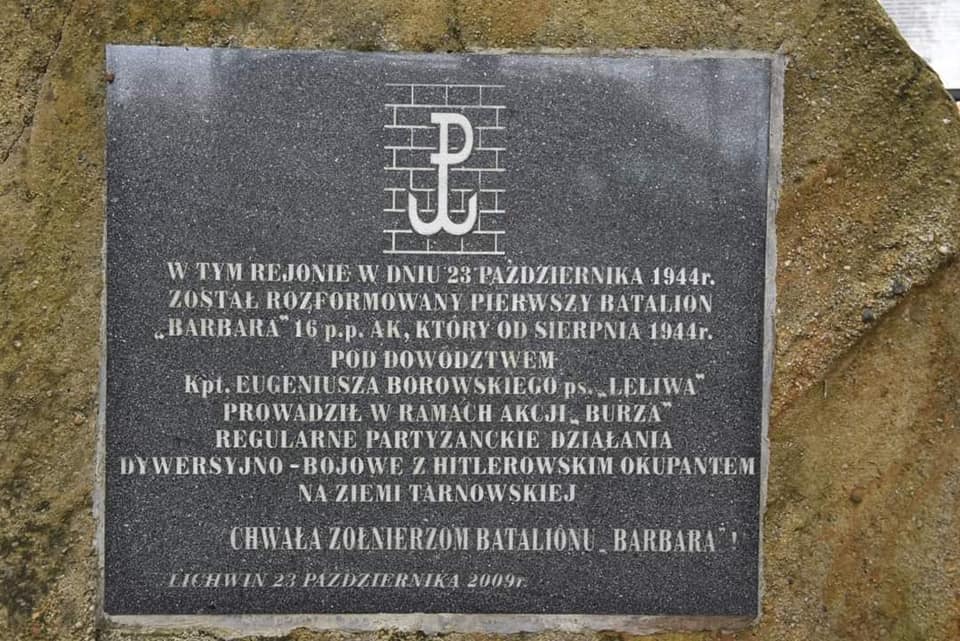 W TYM REJONIE W DNIU 23 PAŹDZIERNIKA 1944r.
ZOSTAŁ ROZFORMOWANY PIERWSZY BATALION
„BARBARA" 16 p.p. AK, KTÓRY OD SIERPNIA 1944r.
POD DOWÓDZTWEM
Kpt. EUGENIUSZA BOROWSKIEGO ps. „LELIWA"
PROWADZIŁ W RAMACH AKCJI „BURZA"
REGULARNE PARTYZANCKIE DZIAŁANIA
DYWERSYJNO -BOJOWE Z HITLEROWSKIM OKUPANTEM
NA ZIEMI TARNOWSKIEJ
CHWAŁA ŻOŁNIERZOM BATALIONU „BARBARA"!
LICHWIN 23 PAŹDZIERNIKA 2009r.